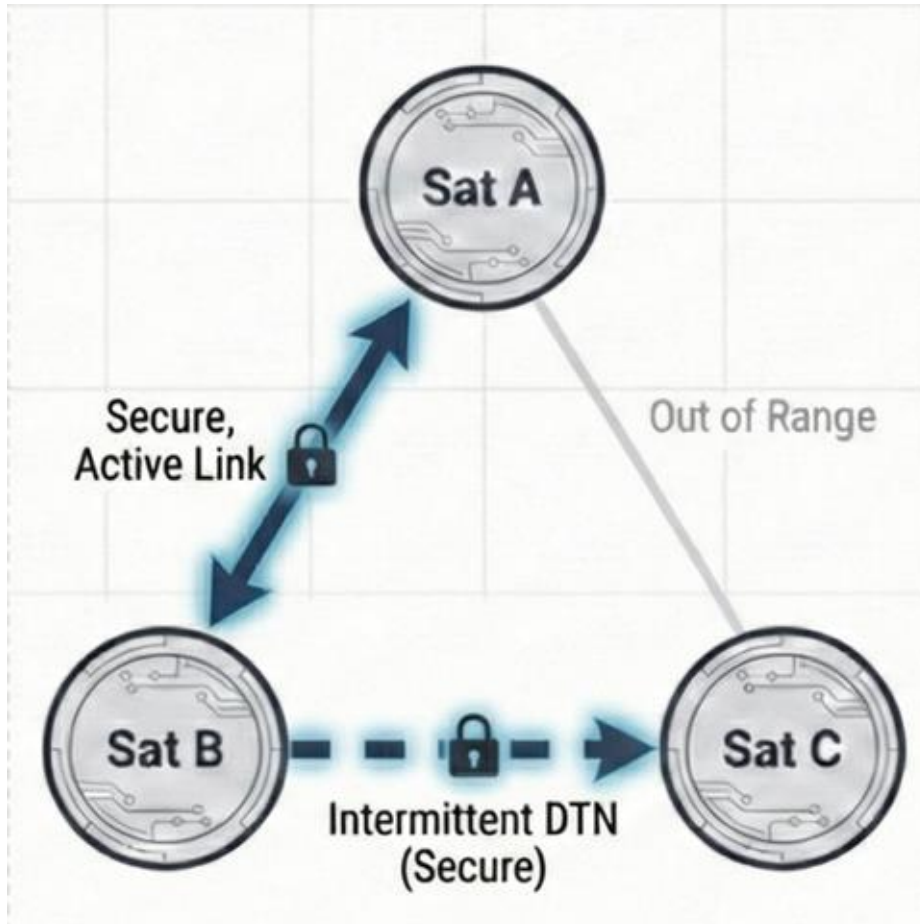 Sat A
Secure,
Active Link
Out of Range
Sat B
Sat C
Intermittent DTN
(Secure)